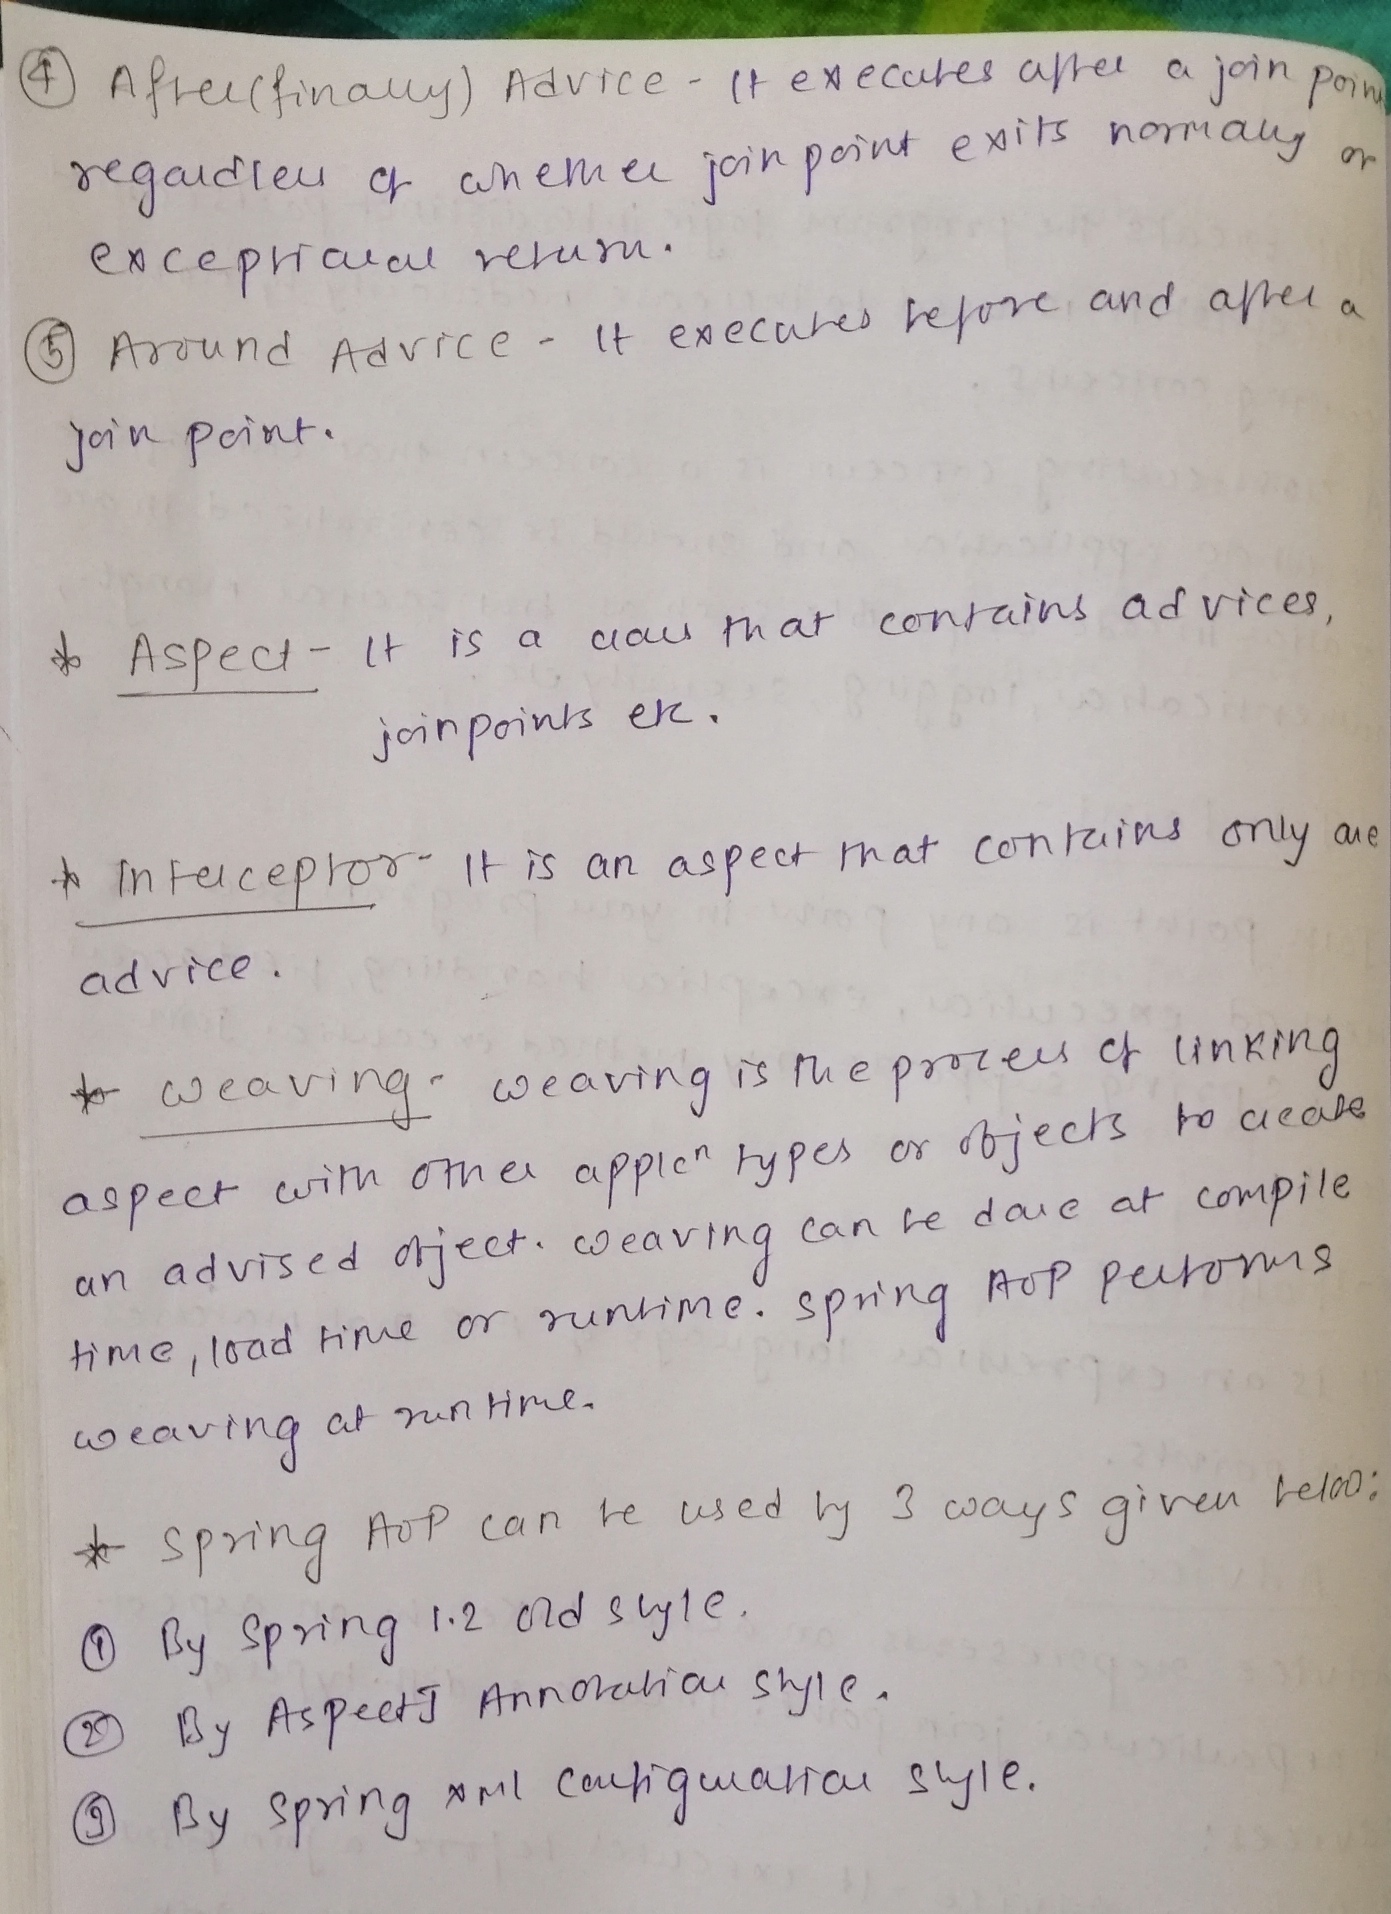 ④ After(finally) Advice - It executes after a join point
regardless of whether join point exits normally or
exceptional return.
⑤ Around Advice - It executes before and after a
join point.
* Aspect - It is a class that contains advices,
joinpoints etc.
* Interceptor - It is an aspect that contains only one
advice.
* Weaving - weaving is the process of linking
aspect with other applcn types or objects to create
an advised object. Weaving can be done at compile
time, load time or runtime. Spring AOP performs
weaving at run time.
* Spring AOP can be used by 3 ways given below:
① By Spring 1.2 old style.
② By AspectJ Annotation style.
③ By Spring xml configuration style.